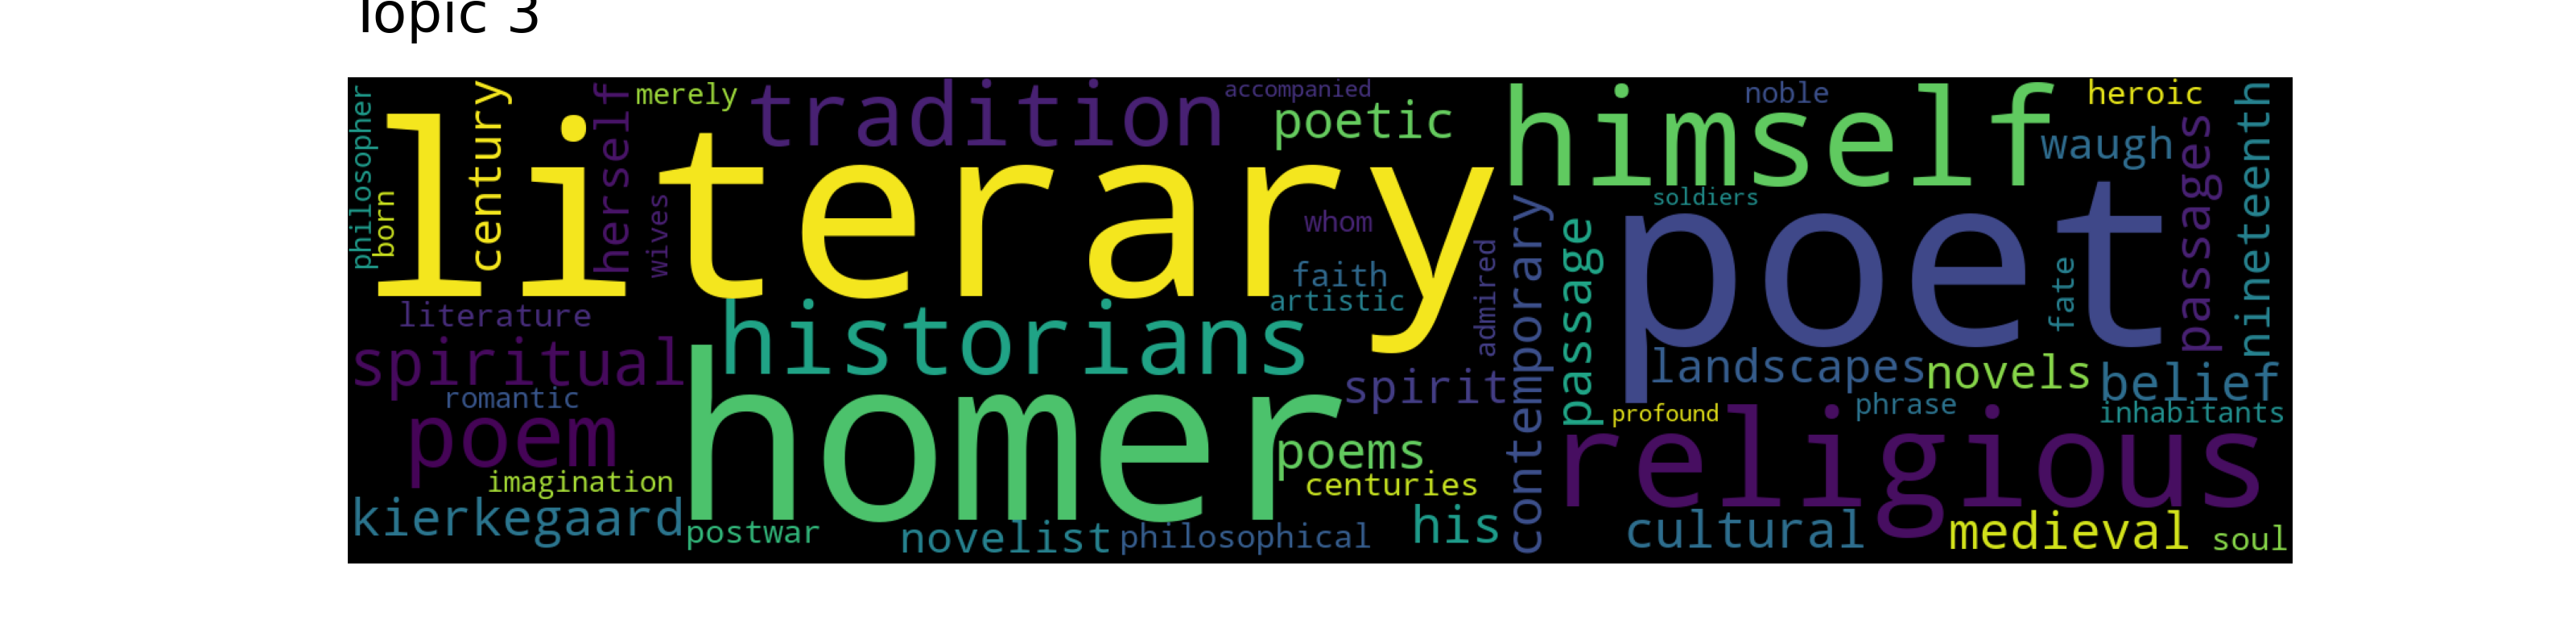 Topic 3
philosopher
born
century
herself
merely
wives
tradition
accompanied
poetic
literary
whom
faith
artistic
admired
himself
noble
heroic
waugh
soldiers
poet
fate
passages
nineteenth
contemporary
passage
literature
spiritual
romantic
poem
imagination
kierkegaard
historians
homer
spirit
poems
centuries
his
postwar
novelist
philosophical
landscapes
novels
belief
profound
phrase
inhabitants
religious
cultural
medieval
soul